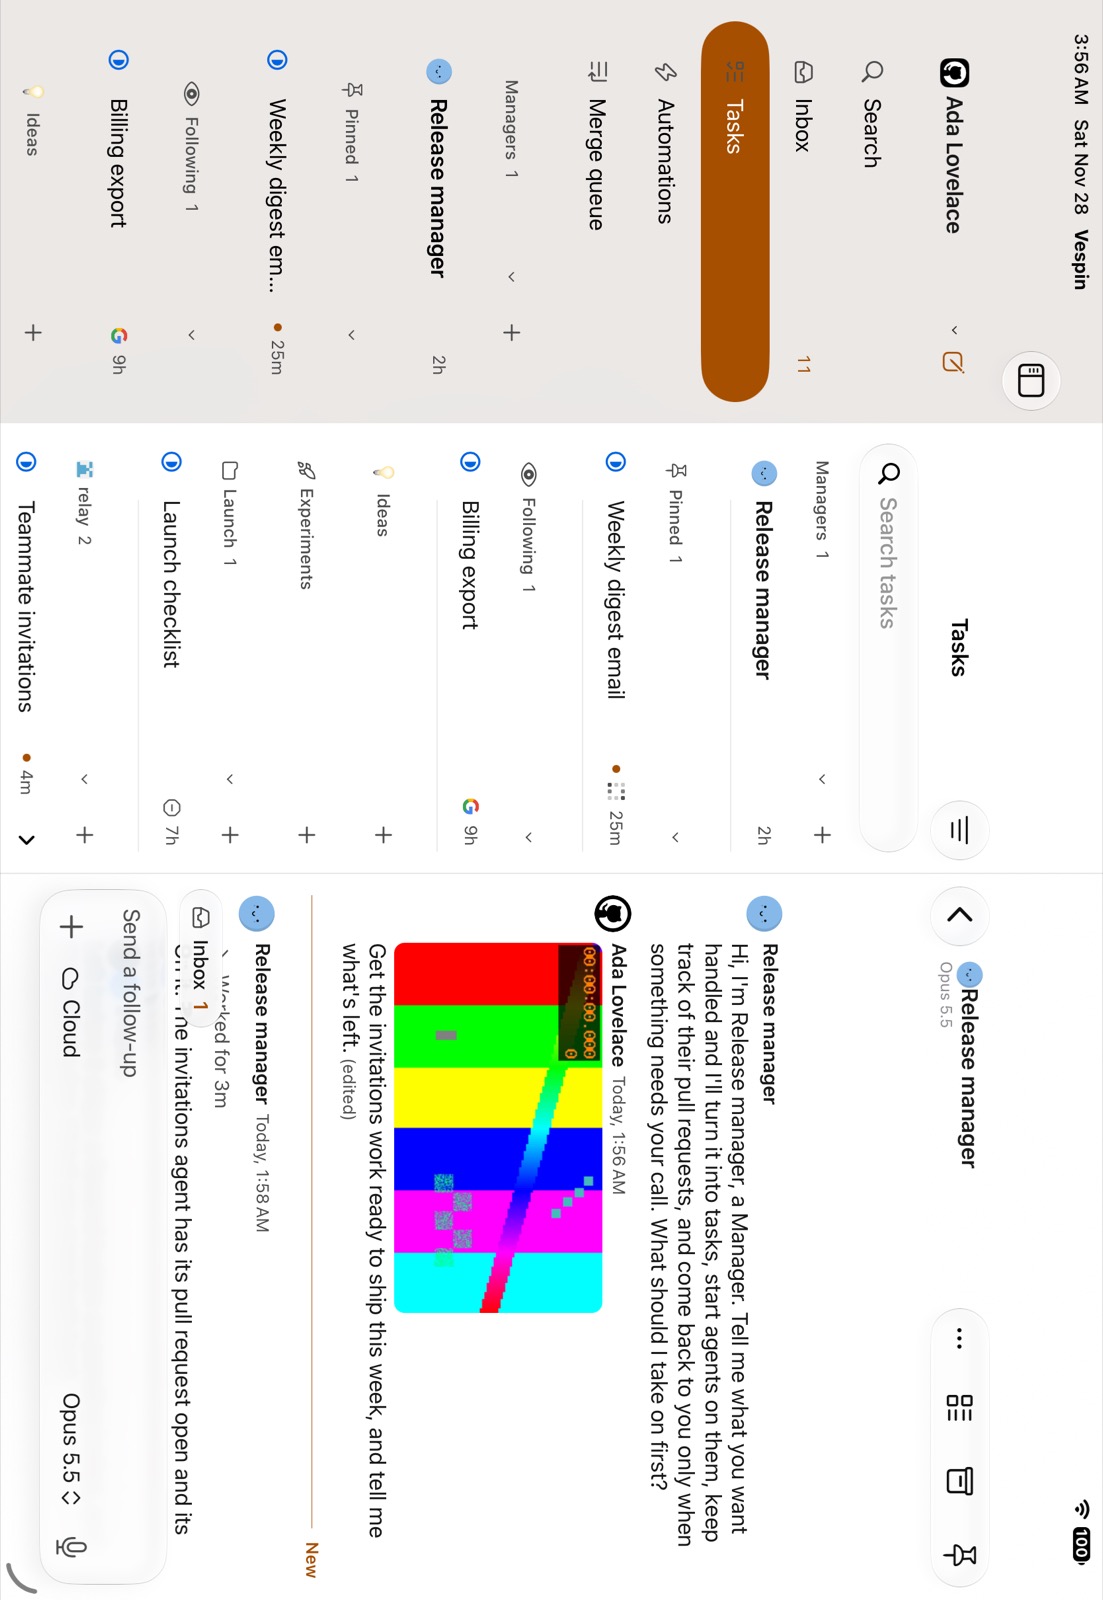 3:56 AM Sat Nov 28 Vespin
100
Ada Lovelace
Search
Inbox 11
Tasks
Automations
Merge queue
Managers 1
Release manager 2h
Pinned 1
Weekly digest em... 25m
Following 1
Billing export 9h
Ideas
Tasks
Search tasks
Managers 1
Release manager 2h
Pinned 1
Weekly digest email 25m
Following 1
Billing export 9h
Ideas
Experiments
Launch 1
Launch checklist 7h
relay 2
Teammate invitations 4m
Release manager
Opus 5.5
Release manager
Hi, I'm Release manager, a Manager. Tell me what you want
handled and I'll turn it into tasks, start agents on them, keep
track of their pull requests, and come back to you only when
something needs your call. What should I take on first?
Ada Lovelace Today, 1:56 AM
00:00:00.000
0
Get the invitations work ready to ship this week, and tell me
what's left. (edited)
New
Release manager Today, 1:58 AM
Worked for 3m
Inbox 1
On it. The invitations agent has its pull request open and its
Send a follow-up
Cloud
Opus 5.5